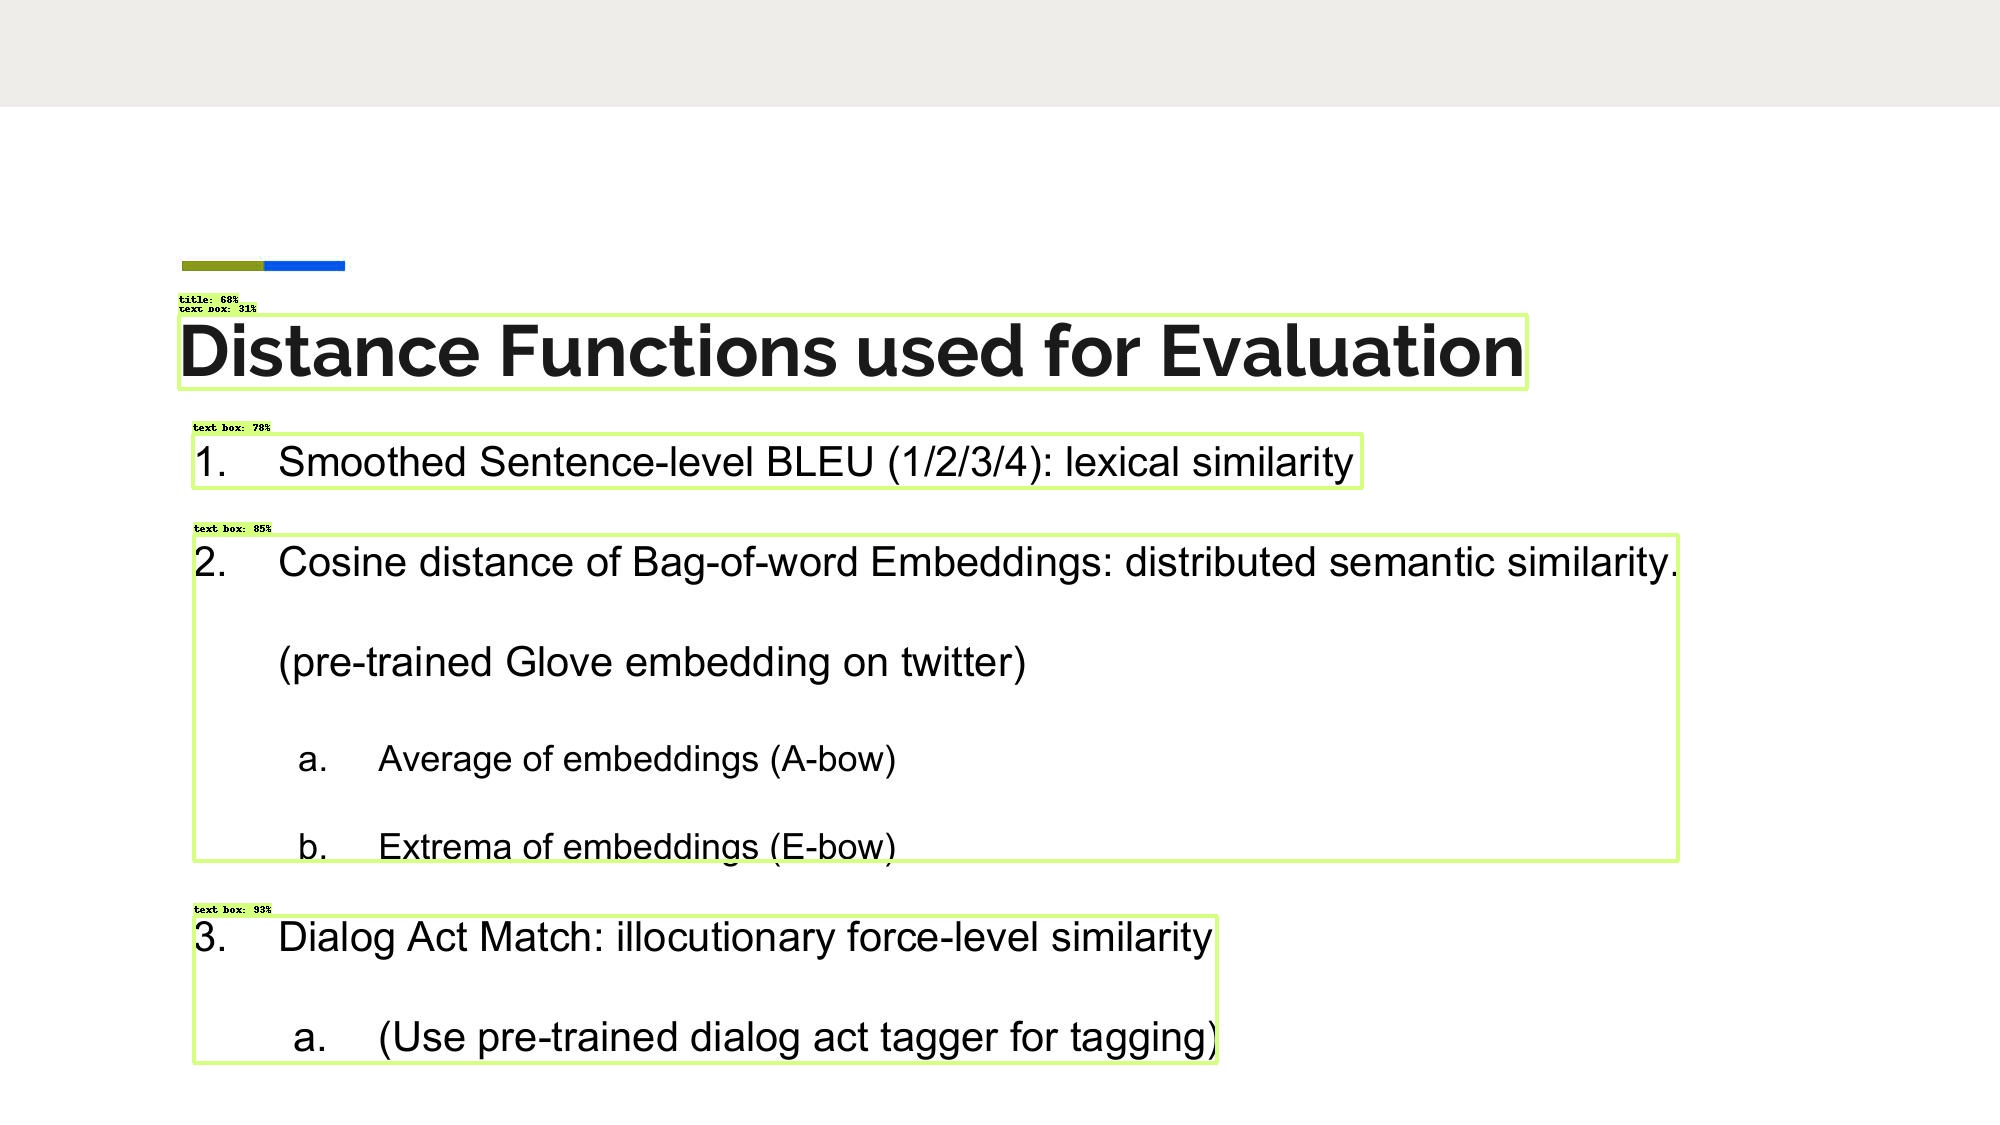 title: 68%
text box: 31%
Distance Functions used for Evaluation
text box: 78%
1. Smoothed Sentence-level BLEU (1/2/3/4): lexical similarity
text box: 85%
2. Cosine distance of Bag-of-word Embeddings: distributed semantic similarity.
(pre-trained Glove embedding on twitter)
a. Average of embeddings (A-bow)
b. Extrema of embeddings (E-bow)
text box: 93%
3. Dialog Act Match: illocutionary force-level similarity
a. (Use pre-trained dialog act tagger for tagging)